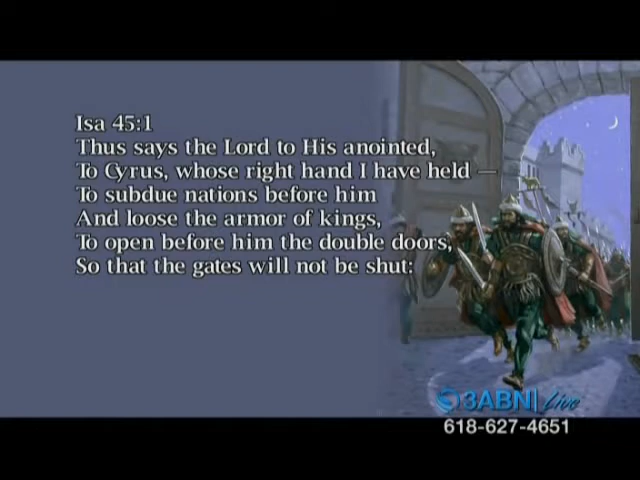 Isa 45:1
Thus says the Lord to His anointed,
To Cyrus, whose right hand I have held —
To subdue nations before him
And loose the armor of kings,
To open before him the double doors,
So that the gates will not be shut:
3ABN Live
618-627-4651